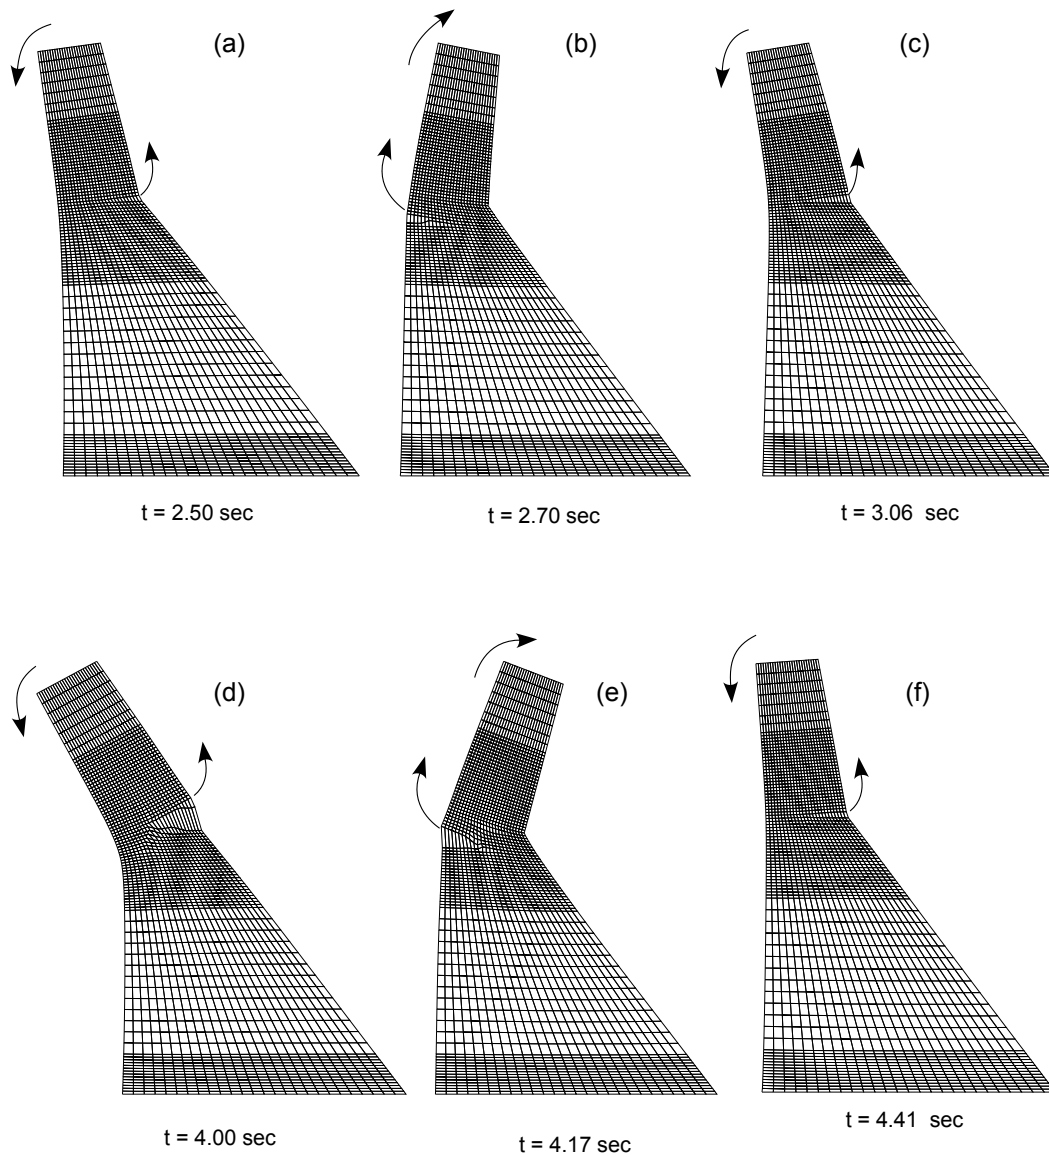 (a)
(b)
(c)
t = 2.50 sec
t = 2.70 sec
t = 3.06 sec
(d)
(e)
(f)
t = 4.00 sec
t = 4.17 sec
t = 4.41 sec